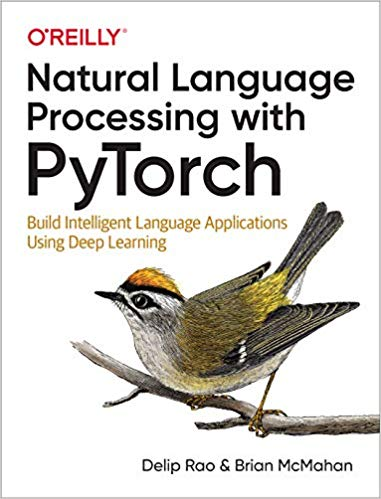 O'REILLY®
Natural Language
Processing with
PyTorch
Build Intelligent Language Applications
Using Deep Learning
Delip Rao & Brian McMahan